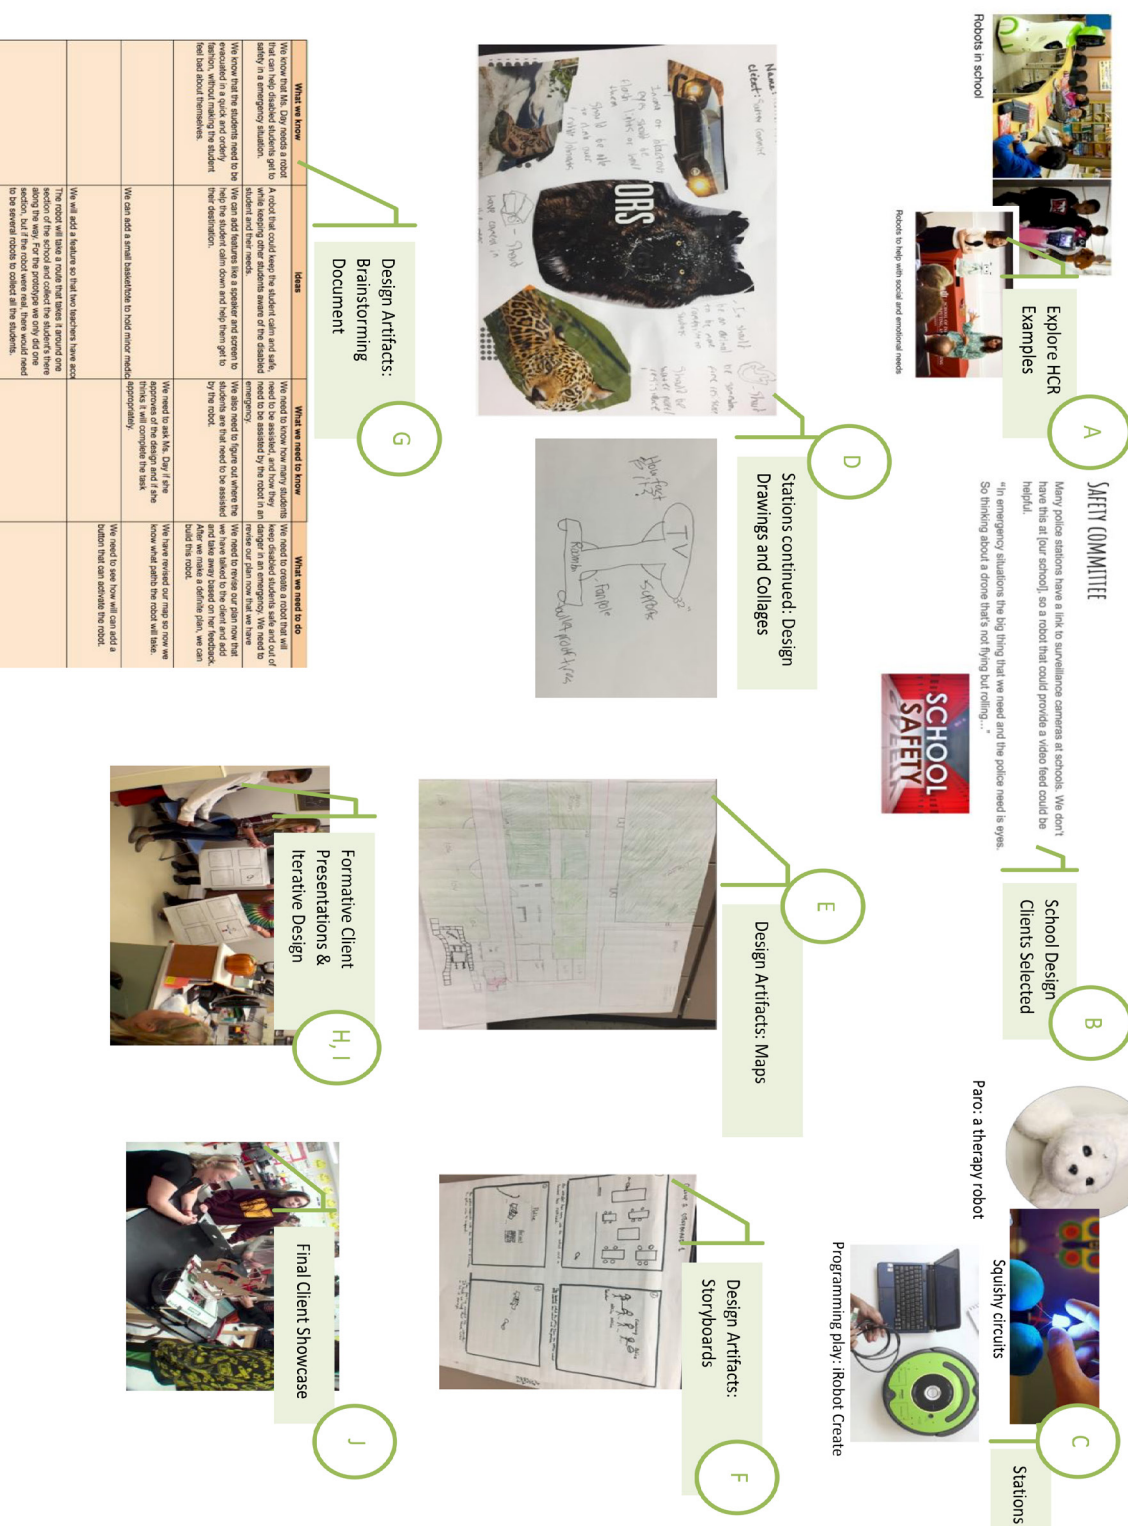 Robots in school
Robots to help with social and emotional needs
Explore HCR
Examples
A
SAFETY COMMITTEE
Many police stations have a link to surveillance cameras at schools. We don't
have this at [our school], so a robot that could provide a video feed could be
helpful.
"In emergency situations the big thing that we need and the police need is eyes.
So thinking about a drone that's not flying but rolling..."
SCHOOL
SAFETY
School Design
Clients Selected
B
Paro: a therapy robot
Squishy circuits
Programming play: iRobot Create
C
Stations
Name:
client:
ORS
D
Stations continued: Design
Drawings and Collages
How fast
TV
32"
supports
E
Design Artifacts: Maps
Design Artifacts:
Storyboards
F
Design Artifacts:
Brainstorming
Document
G
What we know
We know that Ms. Day needs a robot
that can help disabled students get to
safety in a emergency situation.
We know that the students need to be
evacuated in a quick and orderly
fashion, without making the student
feel bad about themselves.
Ideas
A robot that could keep the student calm and safe,
while keeping other students aware of the disabled
student and their needs.
We can add features like a speaker and screen to
help the student calm down and help them get to
their destination.
We can add a small basket/tote to hold minor medic
We will add a feature so that two teachers have acc
The robot will take a route that takes it around one
section of the school and collect the student's there
along the way. For the prototype we only did one
section, but if the robot were real, there would need
to be several robots to collect all the students.
What we need to know
We need to know how many students
need to be assisted, and how they
need to be assisted by the robot in an
emergency.
We also need to figure out where the
students are that need to be assisted
by the robot.
We need to ask Ms. Day if she
approves of the design and if she
thinks it will complete the task
appropriately.
What we need to do
We need to create a robot that will
keep disabled students safe and out of
danger in an emergency. We need to
revise our plan now that we have
We need to revise our plan now that
we have talked to the client and add
and take away based on her feedback.
After we make a definite plan, we can
build this robot.
We have revised our map so now we
know what pathb the robot will take.
We need to see how will can add a
button that can activate the robot.
Formative Client
Presentations &
Iterative Design
H, I
Final Client Showcase
J